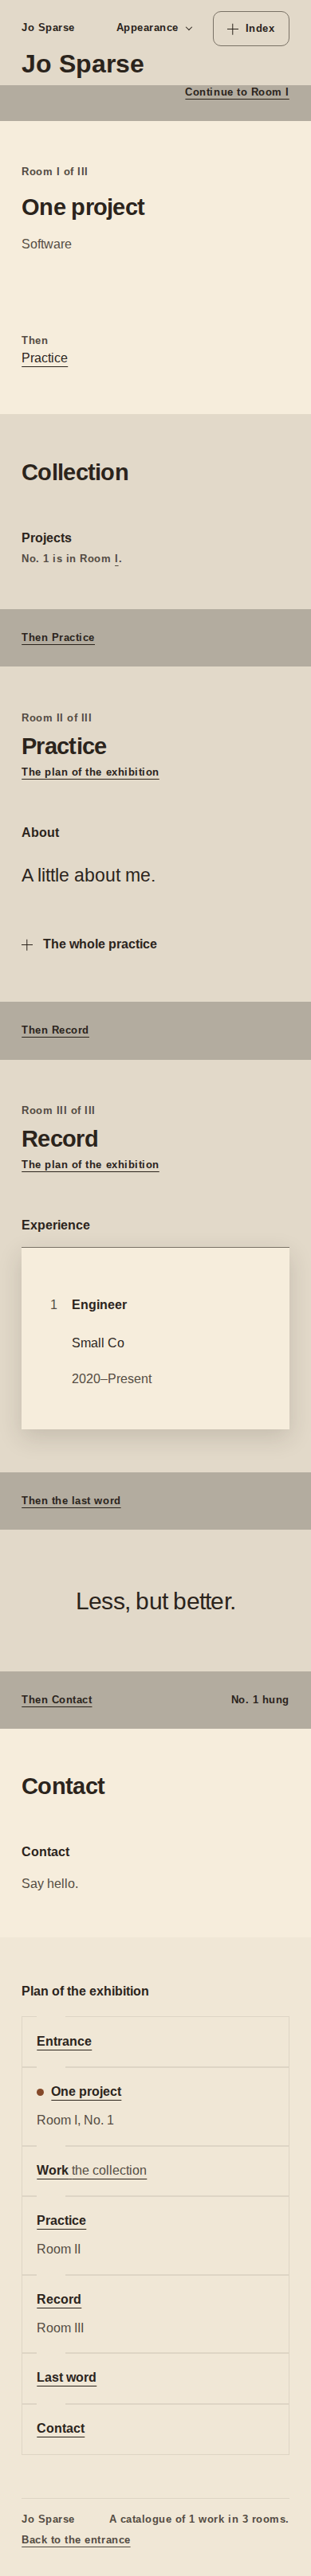 Jo Sparse Appearance Index
Jo Sparse
Continue to Room I
Room I of III
One project
Software
Then
Practice
Collection
Projects
No. 1 is in Room I.
Then Practice
Room II of III
Practice
The plan of the exhibition
About
A little about me.
The whole practice
Then Record
Room III of III
Record
The plan of the exhibition
Experience
1 Engineer
Small Co
2020–Present
Then the last word
Less, but better.
Then Contact No. 1 hung
Contact
Contact
Say hello.
Plan of the exhibition
Entrance
One project
Room I, No. 1
Work the collection
Practice
Room II
Record
Room III
Last word
Contact
Jo Sparse A catalogue of 1 work in 3 rooms.
Back to the entrance